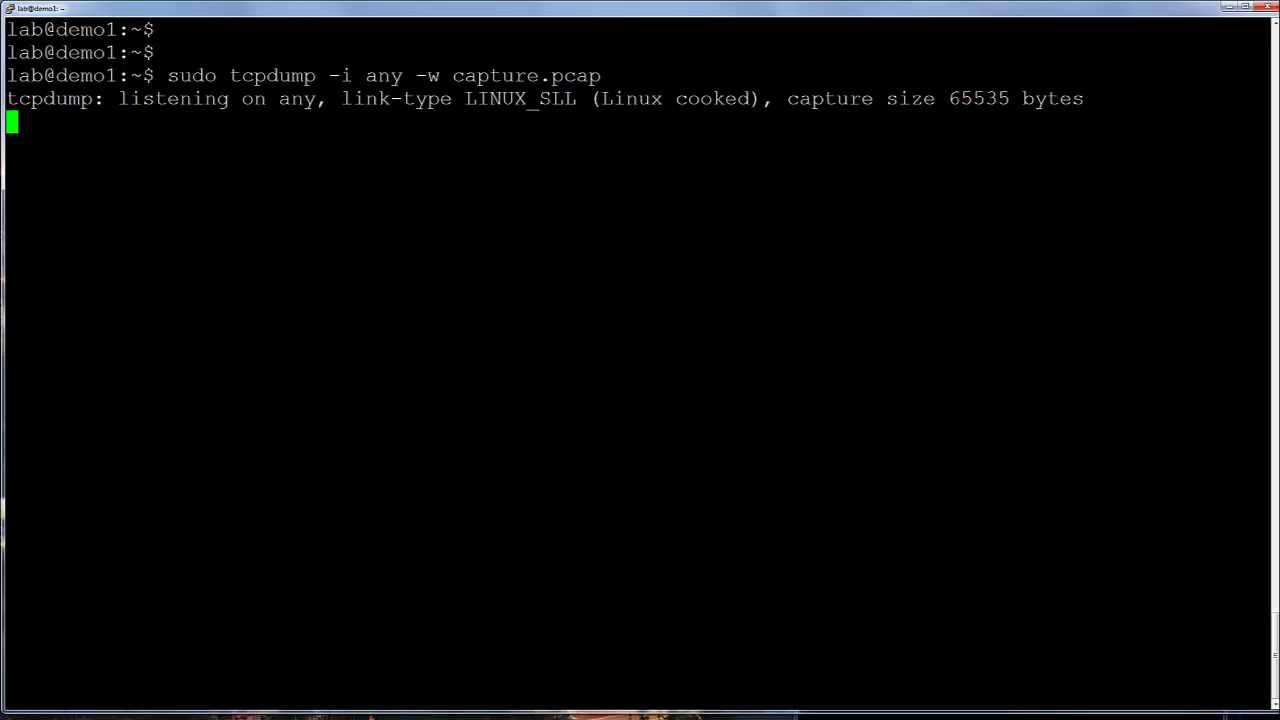 lab@demo1: ~
lab@demo1:~$
lab@demo1:~$
lab@demo1:~$ sudo tcpdump -i any -w capture.pcap
tcpdump: listening on any, link-type LINUX_SLL (Linux cooked), capture size 65535 bytes